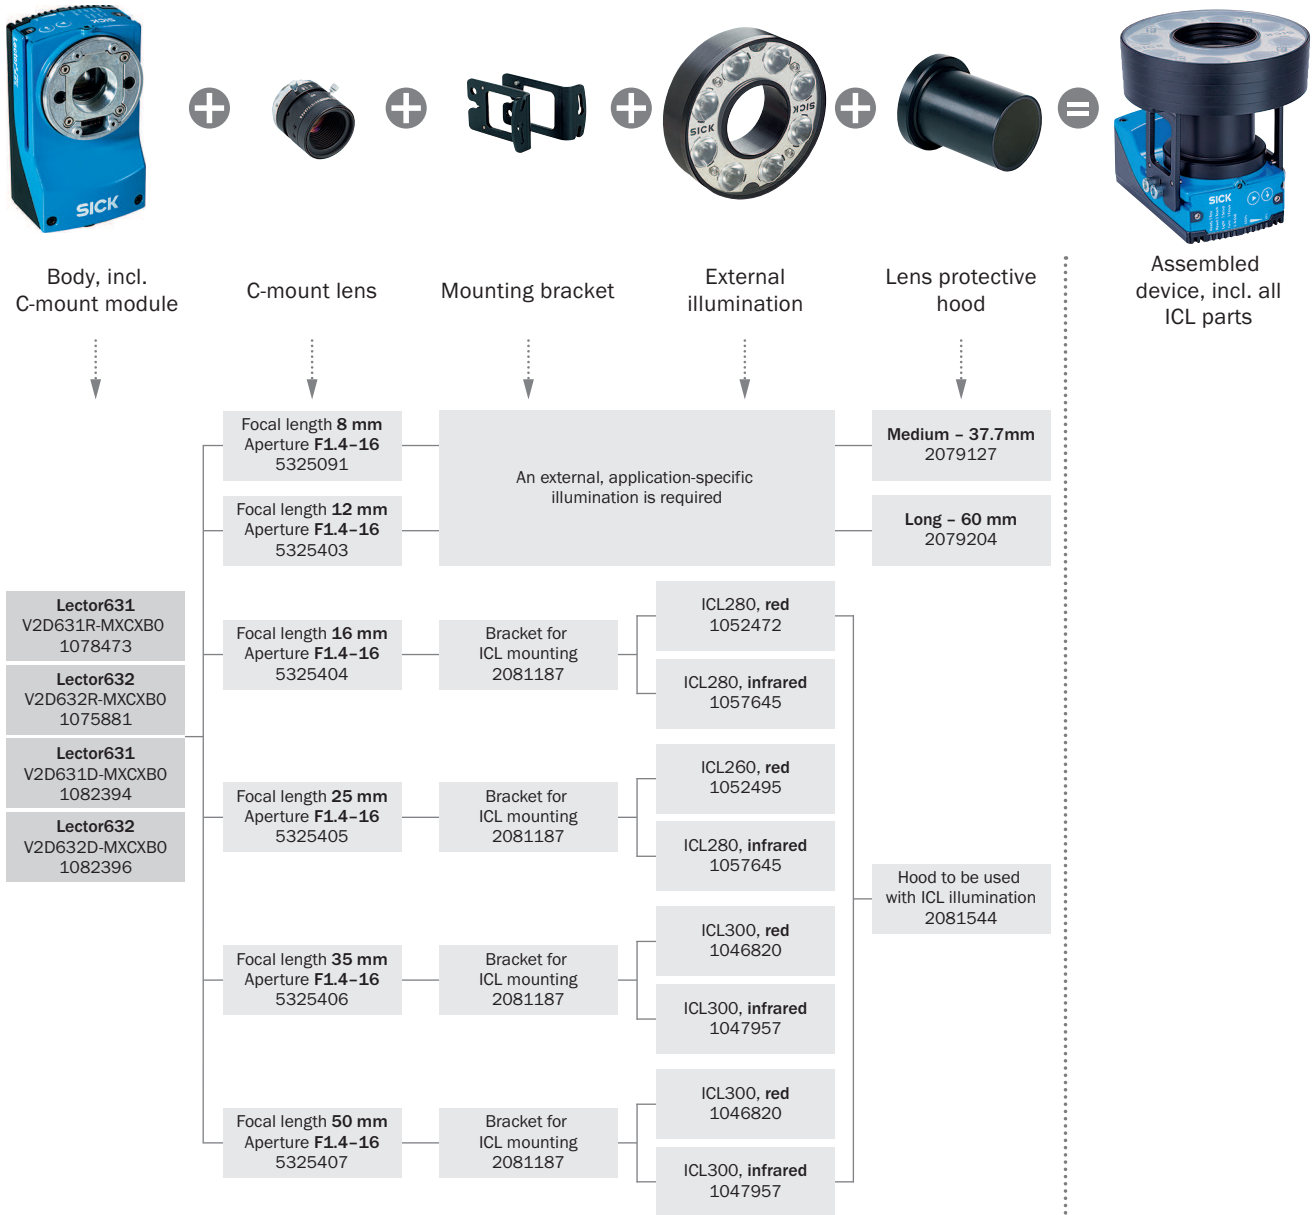 SICK
SICK
SICK
SICK
Body, incl.
C-mount module
C-mount lens
Mounting bracket
External
illumination
Lens protective
hood
Assembled
device, incl. all
ICL parts
Focal length 8 mm
Aperture F1.4–16
5325091
An external, application-specific
illumination is required
Medium – 37.7mm
2079127
Focal length 12 mm
Aperture F1.4–16
5325403
Long – 60 mm
2079204
Lector631
V2D631R-MXCXB0
1078473
Lector632
V2D632R-MXCXB0
1075881
Lector631
V2D631D-MXCXB0
1082394
Lector632
V2D632D-MXCXB0
1082396
Focal length 16 mm
Aperture F1.4–16
5325404
Bracket for
ICL mounting
2081187
ICL280, red
1052472
ICL280, infrared
1057645
Focal length 25 mm
Aperture F1.4–16
5325405
Bracket for
ICL mounting
2081187
ICL260, red
1052495
ICL280, infrared
1057645
Hood to be used
with ICL illumination
2081544
Focal length 35 mm
Aperture F1.4–16
5325406
Bracket for
ICL mounting
2081187
ICL300, red
1046820
ICL300, infrared
1047957
Focal length 50 mm
Aperture F1.4–16
5325407
Bracket for
ICL mounting
2081187
ICL300, red
1046820
ICL300, infrared
1047957